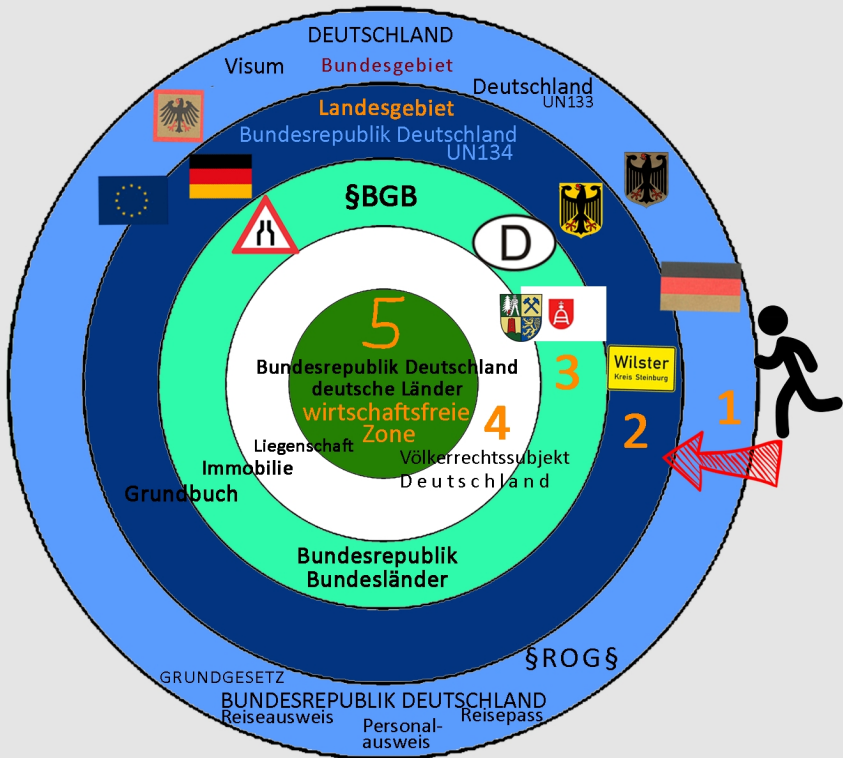 DEUTSCHLAND
Visum
Bundesgebiet
Deutschland
UN133
Landesgebiet
Bundesrepublik Deutschland
UN134
§BGB
D
5
Bundesrepublik Deutschland
deutsche Länder
wirtschaftsfreie
Zone
3
Wilster
Kreis Steinburg
4
2
1
Liegenschaft
Immobilie
Grundbuch
Völkerrechtssubjekt
Deutschland
Bundesrepublik
Bundesländer
§ROG§
GRUNDGESETZ
BUNDESREPUBLIK DEUTSCHLAND
Reiseausweis
Personal-
ausweis
Reisepass